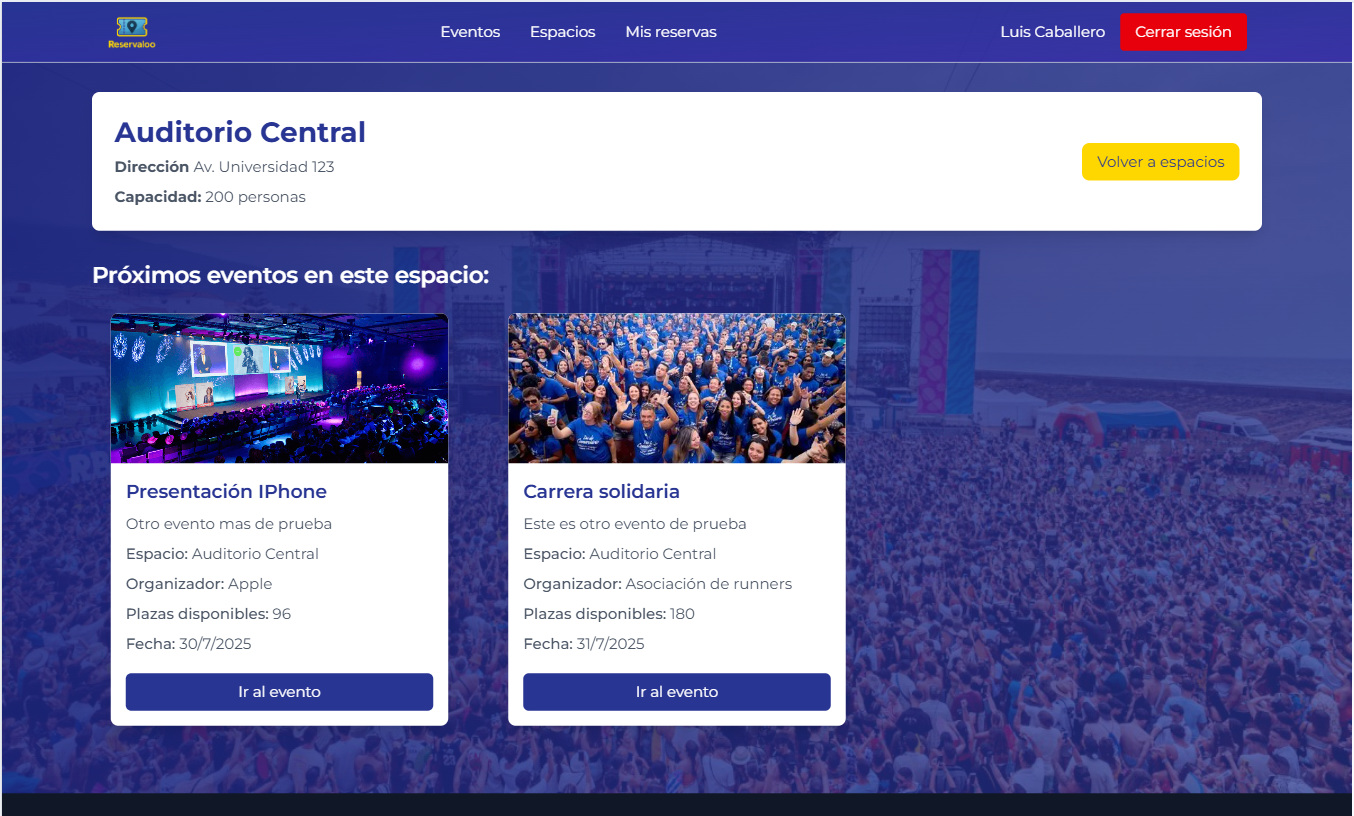 Reservaloo
Eventos
Espacios
Mis reservas
Luis Caballero
Cerrar sesión
Auditorio Central
Dirección Av. Universidad 123
Capacidad: 200 personas
Volver a espacios
Próximos eventos en este espacio:
Presentación IPhone
Otro evento mas de prueba
Espacio: Auditorio Central
Organizador: Apple
Plazas disponibles: 96
Fecha: 30/7/2025
Ir al evento
Carrera solidaria
Este es otro evento de prueba
Espacio: Auditorio Central
Organizador: Asociación de runners
Plazas disponibles: 180
Fecha: 31/7/2025
Ir al evento